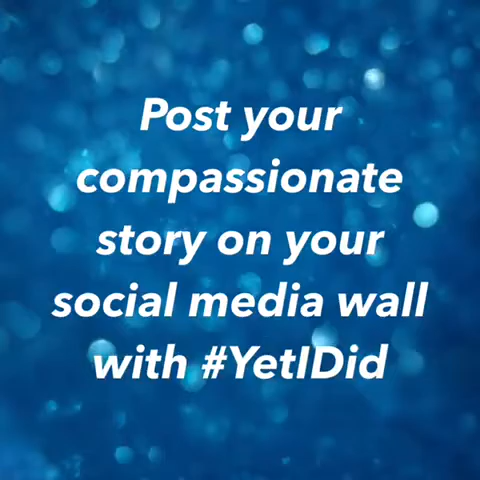 Post your
compassionate
story on your
social media wall
with #YetIDid